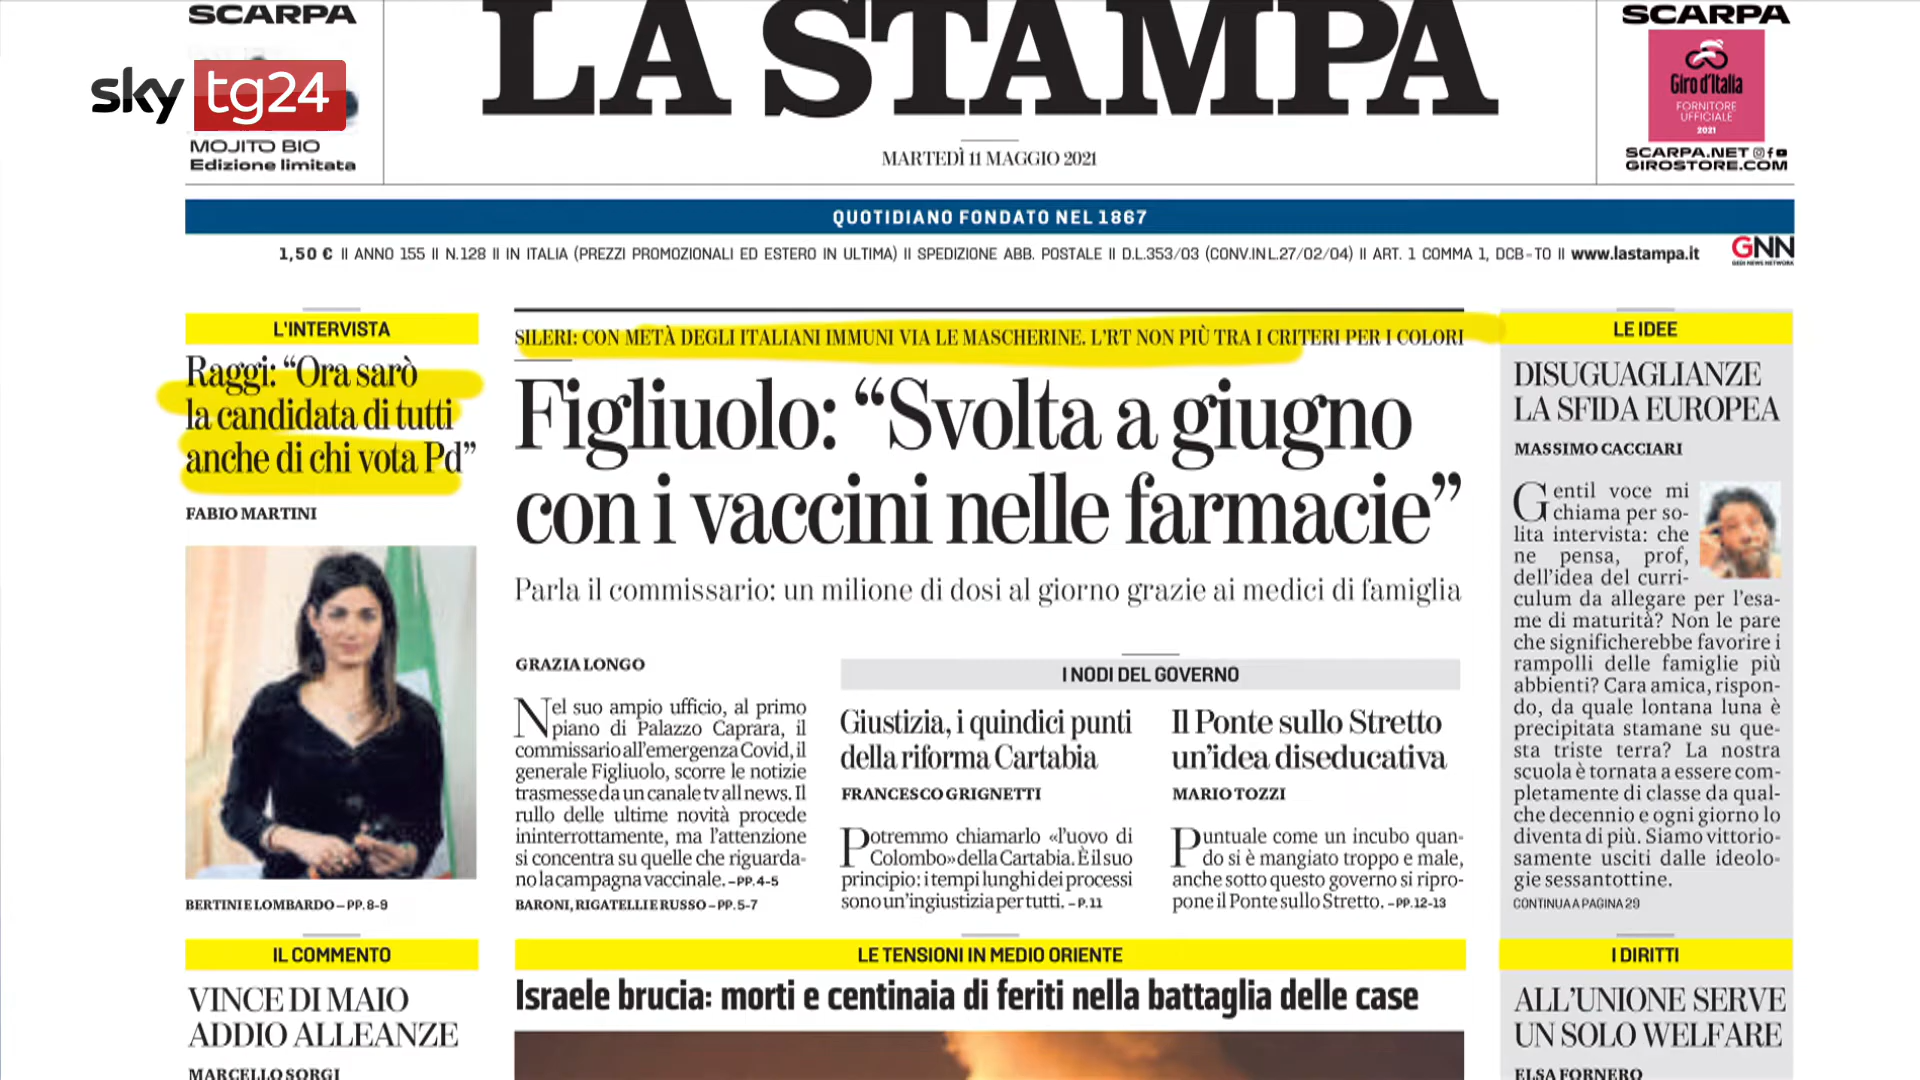 SCARPA
sky tg24
MOJITO BIO
Edizione limitata
LA STAMPA
MARTEDÌ 11 MAGGIO 2021
SCARPA
Giro d'Italia
FORNITORE
UFFICIALE
2021
SCARPA.NET
GIROSTORE.COM
QUOTIDIANO FONDATO NEL 1867
1,50 € II ANNO 155 II N.128 II IN ITALIA (PREZZI PROMOZIONALI ED ESTERO IN ULTIMA) II SPEDIZIONE ABB. POSTALE II D.L.353/03 (CONV.IN L.27/02/04) II ART. 1 COMMA 1, DCB-TO II www.lastampa.it
GNN
GEDI NEWS NETWORK
L'INTERVISTA
Raggi: “Ora sarò
la candidata di tutti
anche di chi vota Pd”
FABIO MARTINI
BERTINI E LOMBARDO – PP. 8-9
IL COMMENTO
VINCE DI MAIO
ADDIO ALLEANZE
MARCELLO SORGI
SILERI: CON METÀ DEGLI ITALIANI IMMUNI VIA LE MASCHERINE. L'RT NON PIÙ TRA I CRITERI PER I COLORI
Figliuolo: “Svolta a giugno
con i vaccini nelle farmacie”
Parla il commissario: un milione di dosi al giorno grazie ai medici di famiglia
GRAZIA LONGO
Nel suo ampio ufficio, al primo
piano di Palazzo Caprara, il
commissario all'emergenza Covid, il
generale Figliuolo, scorre le notizie
trasmesse da un canale tv all news. Il
rullo delle ultime novità procede
ininterrottamente, ma l'attenzione
si concentra su quelle che riguarda-
no la campagna vaccinale. – PP. 4-5
BARONI, RIGATELLI E RUSSO – PP. 5-7
I NODI DEL GOVERNO
Giustizia, i quindici punti
della riforma Cartabia
FRANCESCO GRIGNETTI
Potremmo chiamarlo «l'uovo di
Colombo» della Cartabia. È il suo
principio: i tempi lunghi dei processi
sono un'ingiustizia per tutti. – P. 11
Il Ponte sullo Stretto
un'idea diseducativa
MARIO TOZZI
Puntuale come un incubo quan-
do si è mangiato troppo e male,
anche sotto questo governo si ripro-
pone il Ponte sullo Stretto. – PP. 12-13
LE TENSIONI IN MEDIO ORIENTE
Israele brucia: morti e centinaia di feriti nella battaglia delle case
LE IDEE
DISUGUAGLIANZE
LA SFIDA EUROPEA
MASSIMO CACCIARI
Gentil voce mi
chiama per so-
lita intervista: che
ne pensa, prof,
dell'idea del curri-
culum da allegare per l'esa-
me di maturità? Non le pare
che significherebbe favorire i
rampolli delle famiglie più
abbienti? Cara amica, rispon-
do, da quale lontana luna è
precipitata stamane su que-
sta triste terra? La nostra
scuola è tornata a essere com-
pletamente di classe da qual-
che decennio e ogni giorno lo
diventa di più. Siamo vittorio-
samente usciti dalle ideolo-
gie sessantottine.
CONTINUA A PAGINA 29
I DIRITTI
ALL'UNIONE SERVE
UN SOLO WELFARE
ELSA FORNERO